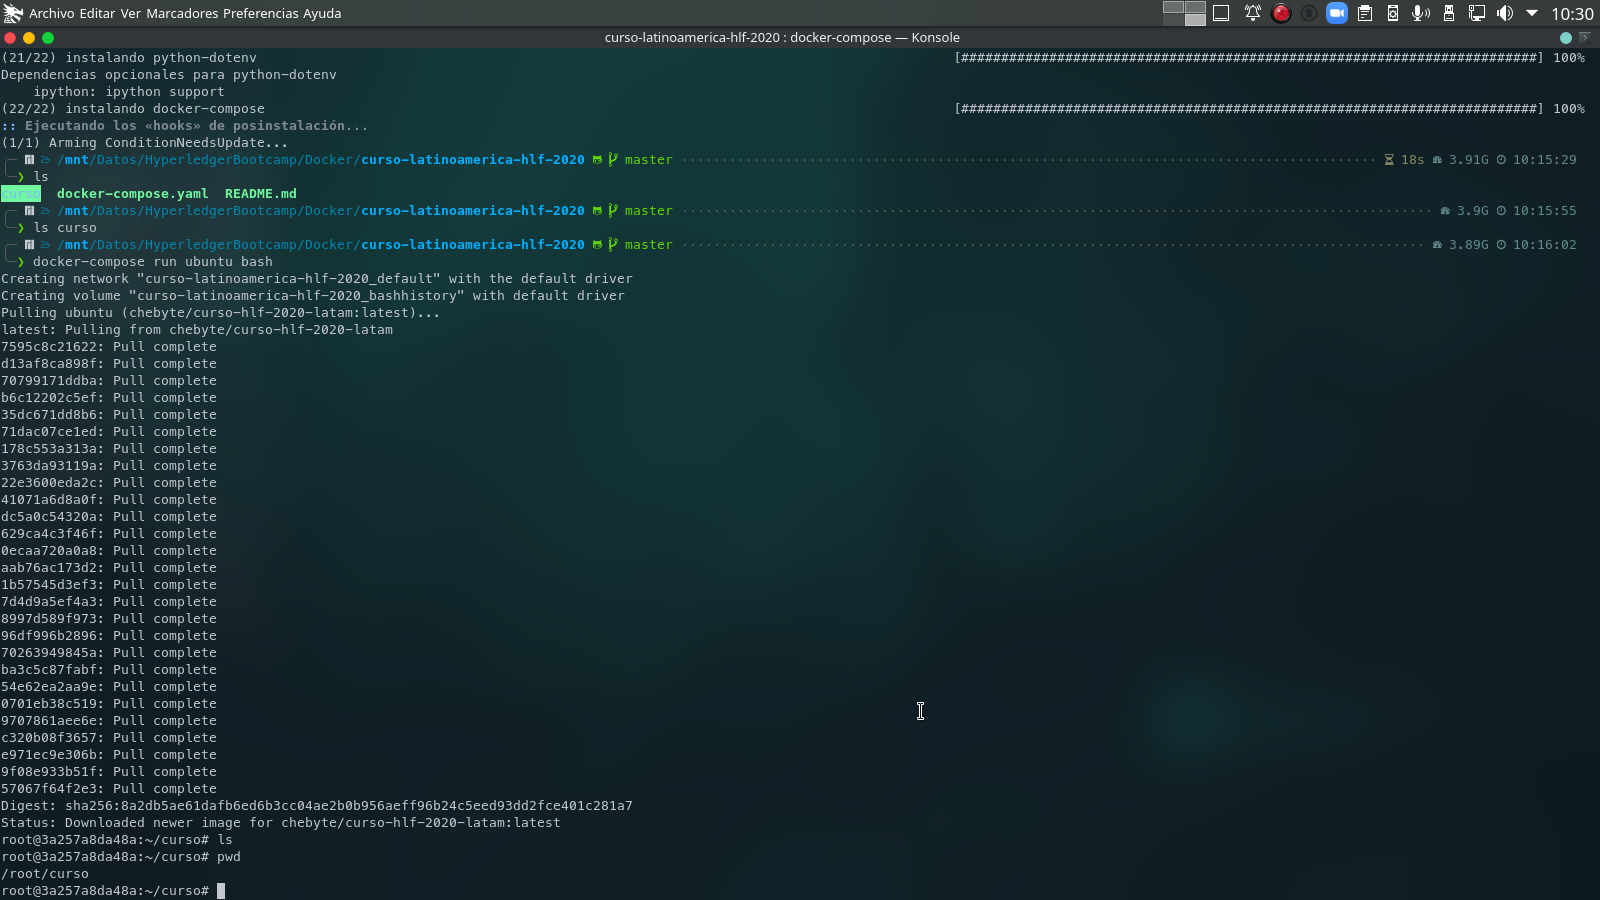 Archivo Editar Ver Marcadores Preferencias Ayuda 10:30
curso-latinoamerica-hlf-2020 : docker-compose — Konsole
(21/22) instalando python-dotenv [########################################################################] 100%
Dependencias opcionales para python-dotenv
    ipython: ipython support
(22/22) instalando docker-compose [########################################################################] 100%
:: Ejecutando los «hooks» de posinstalación...
(1/1) Arming ConditionNeedsUpdate...
/mnt/Datos/HyperledgerBootcamp/Docker/curso-latinoamerica-hlf-2020 master 18s 3.91G 10:15:29
❯ ls
curso docker-compose.yaml README.md
/mnt/Datos/HyperledgerBootcamp/Docker/curso-latinoamerica-hlf-2020 master 3.9G 10:15:55
❯ ls curso
/mnt/Datos/HyperledgerBootcamp/Docker/curso-latinoamerica-hlf-2020 master 3.89G 10:16:02
❯ docker-compose run ubuntu bash
Creating network "curso-latinoamerica-hlf-2020_default" with the default driver
Creating volume "curso-latinoamerica-hlf-2020_bashhistory" with default driver
Pulling ubuntu (chebyte/curso-hlf-2020-latam:latest)...
latest: Pulling from chebyte/curso-hlf-2020-latam
7595c8c21622: Pull complete
d13af8ca898f: Pull complete
70799171ddba: Pull complete
b6c12202c5ef: Pull complete
35dc671dd8b6: Pull complete
71dac07ce1ed: Pull complete
178c553a313a: Pull complete
3763da93119a: Pull complete
22e3600eda2c: Pull complete
41071a6d8a0f: Pull complete
dc5a0c54320a: Pull complete
629ca4c3f46f: Pull complete
0ecaa720a0a8: Pull complete
aab76ac173d2: Pull complete
1b57545d3ef3: Pull complete
7d4d9a5ef4a3: Pull complete
8997d589f973: Pull complete
96df996b2896: Pull complete
70263949845a: Pull complete
ba3c5c87fabf: Pull complete
54e62ea2aa9e: Pull complete
0701eb38c519: Pull complete
9707861aee6e: Pull complete
c320b08f3657: Pull complete
e971ec9e306b: Pull complete
9f08e933b51f: Pull complete
57067f64f2e3: Pull complete
Digest: sha256:8a2db5ae61dafb6ed6b3cc04ae2b0b956aeff96b24c5eed93dd2fce401c281a7
Status: Downloaded newer image for chebyte/curso-hlf-2020-latam:latest
root@3a257a8da48a:~/curso# ls
root@3a257a8da48a:~/curso# pwd
/root/curso
root@3a257a8da48a:~/curso#